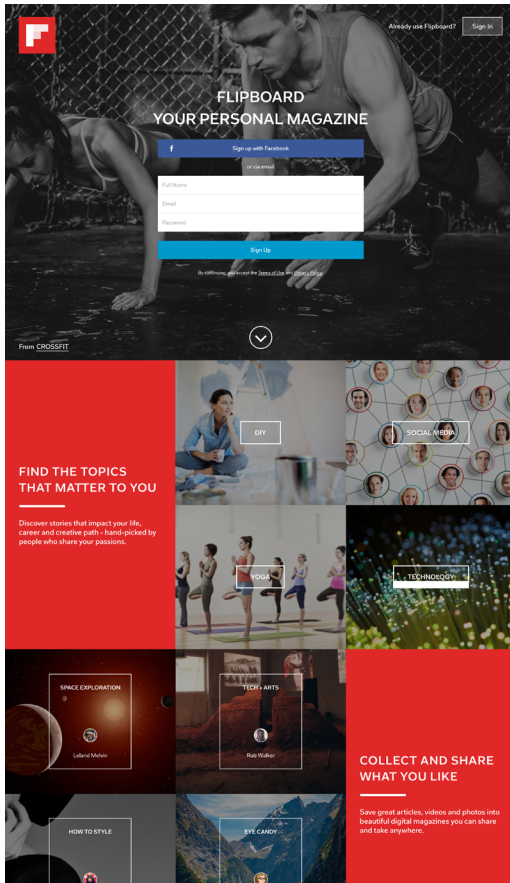 Already use Flipboard?
Sign In
FLIPBOARD
YOUR PERSONAL MAGAZINE
f
Sign up with Facebook
or via email
Full Name
Email
Password
Sign Up
By continuing, you accept the Terms of Use and Privacy Policy.
From CROSSFIT
FIND THE TOPICS
THAT MATTER TO YOU
Discover stories that impact your life,
career and creative path - hand-picked by
people who share your passions.
DIY
SOCIAL MEDIA
YOGA
TECHNOLOGY
SPACE EXPLORATION
Leland Melvin
TECH + ARTS
Rob Walker
COLLECT AND SHARE
WHAT YOU LIKE
Save great articles, videos and photos into
beautiful digital magazines you can share
and take anywhere.
HOW TO STYLE
EYE CANDY